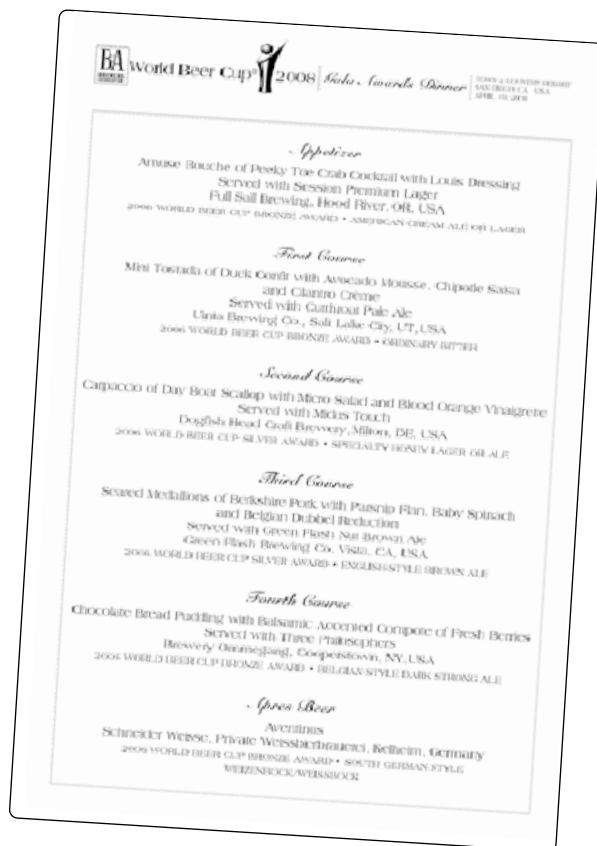 BA
World Beer Cup® 2008 Gala Awards Dinner
TOWN & COUNTRY RESORT
SAN DIEGO, CA USA
APRIL 19, 2008
Appetizer
Amuse Bouche of Peeky Toe Crab Cocktail with Louis Dressing
Served with Session Premium Lager
Full Sail Brewing, Hood River, OR, USA
2006 WORLD BEER CUP BRONZE AWARD • AMERICAN CREAM ALE OR LAGER
First Course
Mini Tostada of Duck Confit with Avocado Mousse, Chipotle Salsa
and Cilantro Crème
Served with Cutthroat Pale Ale
Uinta Brewing Co., Salt Lake City, UT, USA
2006 WORLD BEER CUP BRONZE AWARD • ORDINARY BITTER
Second Course
Carpaccio of Day Boat Scallop with Micro Salad and Blood Orange Vinaigrette
Served with Midas Touch
Dogfish Head Craft Brewery, Milton, DE, USA
2006 WORLD BEER CUP SILVER AWARD • SPECIALTY HONEY LAGER OR ALE
Third Course
Seared Medallions of Berkshire Pork with Parsnip Flan, Baby Spinach
and Belgian Dubbel Reduction
Served with Green Flash Nut Brown Ale
Green Flash Brewing Co. Vista, CA, USA
2006 WORLD BEER CUP SILVER AWARD • ENGLISH-STYLE BROWN ALE
Fourth Course
Chocolate Bread Pudding with Balsamic Accented Compote of Fresh Berries
Served with Three Philosophers
Brewery Ommegang, Cooperstown, NY, USA
2006 WORLD BEER CUP BRONZE AWARD • BELGIAN-STYLE DARK STRONG ALE
Apres Beer
Aventinus
Schneider Weisse, Private Weissbierbrauerei, Kelheim, Germany
2006 WORLD BEER CUP BRONZE AWARD • SOUTH GERMAN-STYLE
WEIZENBOCK/WEISSBOCK